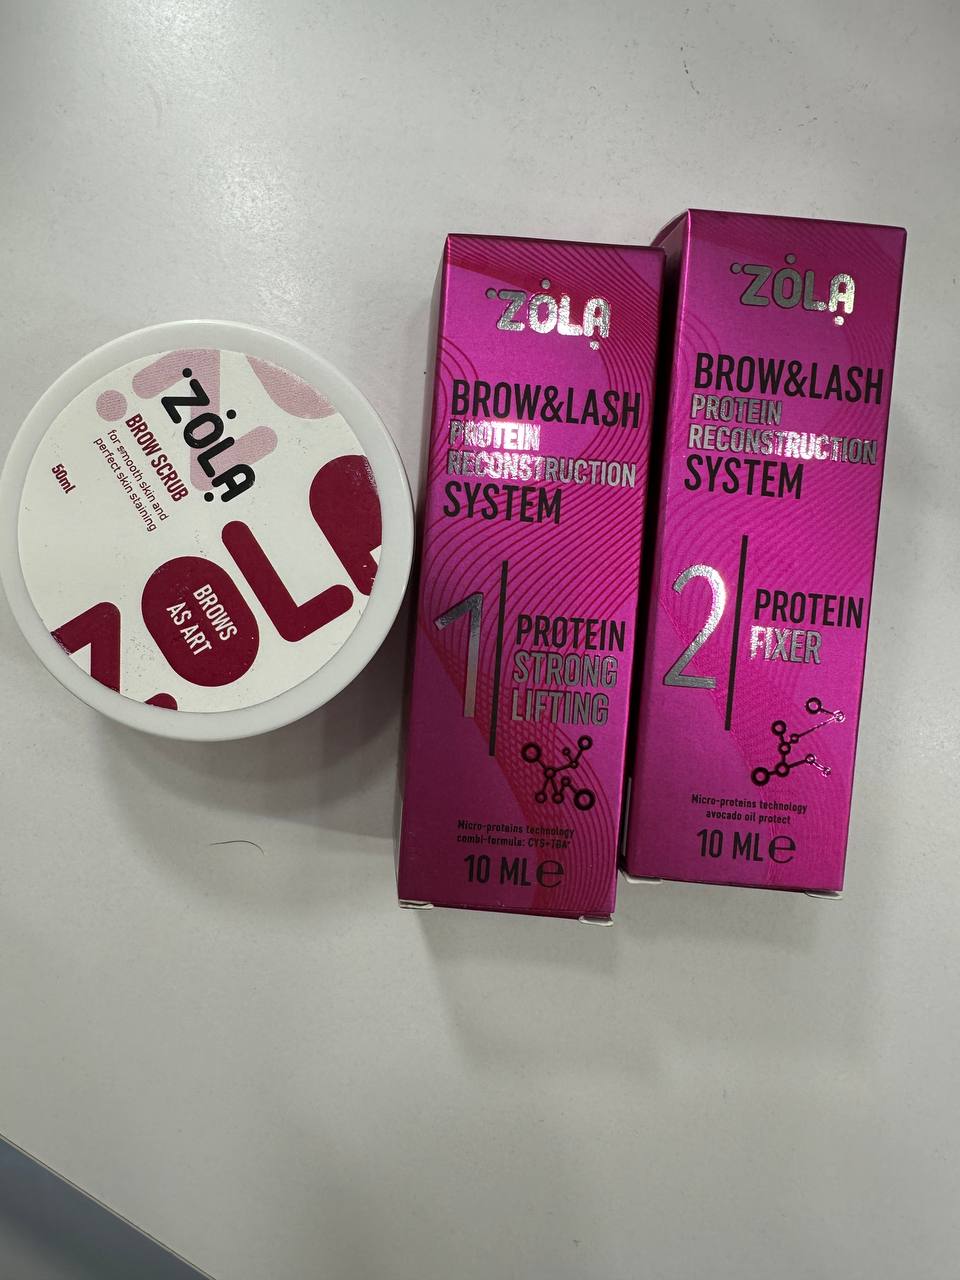 ZOLA
BROW SCRUB
for smooth skin and
perfect skin staining
50ml
BROWS
AS ART
ZOLA
BROW&LASH
PROTEIN
RECONSTRUCTION
SYSTEM
1
PROTEIN
STRONG
LIFTING
Micro-proteins technology
combi-formula: CYS+TGA
10 ML ℮
ZOLA
BROW&LASH
PROTEIN
RECONSTRUCTION
SYSTEM
2
PROTEIN
FIXER
Micro-proteins technology
avocado oil protect
10 ML ℮